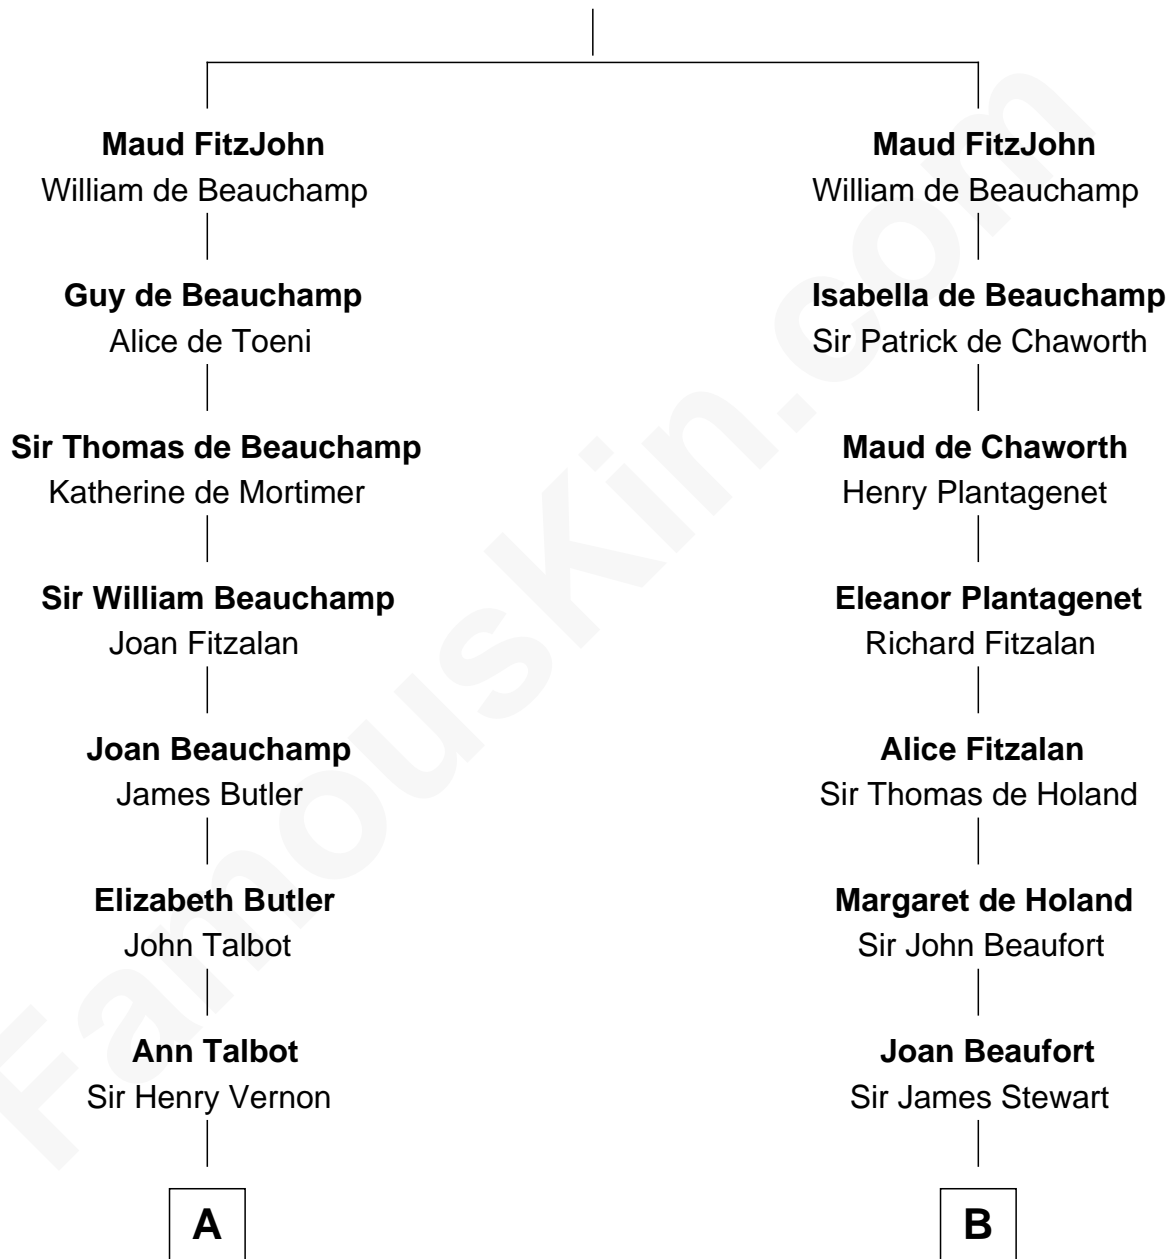 Maud FitzJohn
William de Beauchamp
Maud FitzJohn
William de Beauchamp
Guy de Beauchamp
Alice de Toeni
Isabella de Beauchamp
Sir Patrick de Chaworth
Sir Thomas de Beauchamp
Katherine de Mortimer
Maud de Chaworth
Henry Plantagenet
Sir William Beauchamp
Joan Fitzalan
Eleanor Plantagenet
Richard Fitzalan
Joan Beauchamp
James Butler
Alice Fitzalan
Sir Thomas de Holand
Elizabeth Butler
John Talbot
Margaret de Holand
Sir John Beaufort
Ann Talbot
Sir Henry Vernon
Joan Beaufort
Sir James Stewart
A
B
FamousKin.com